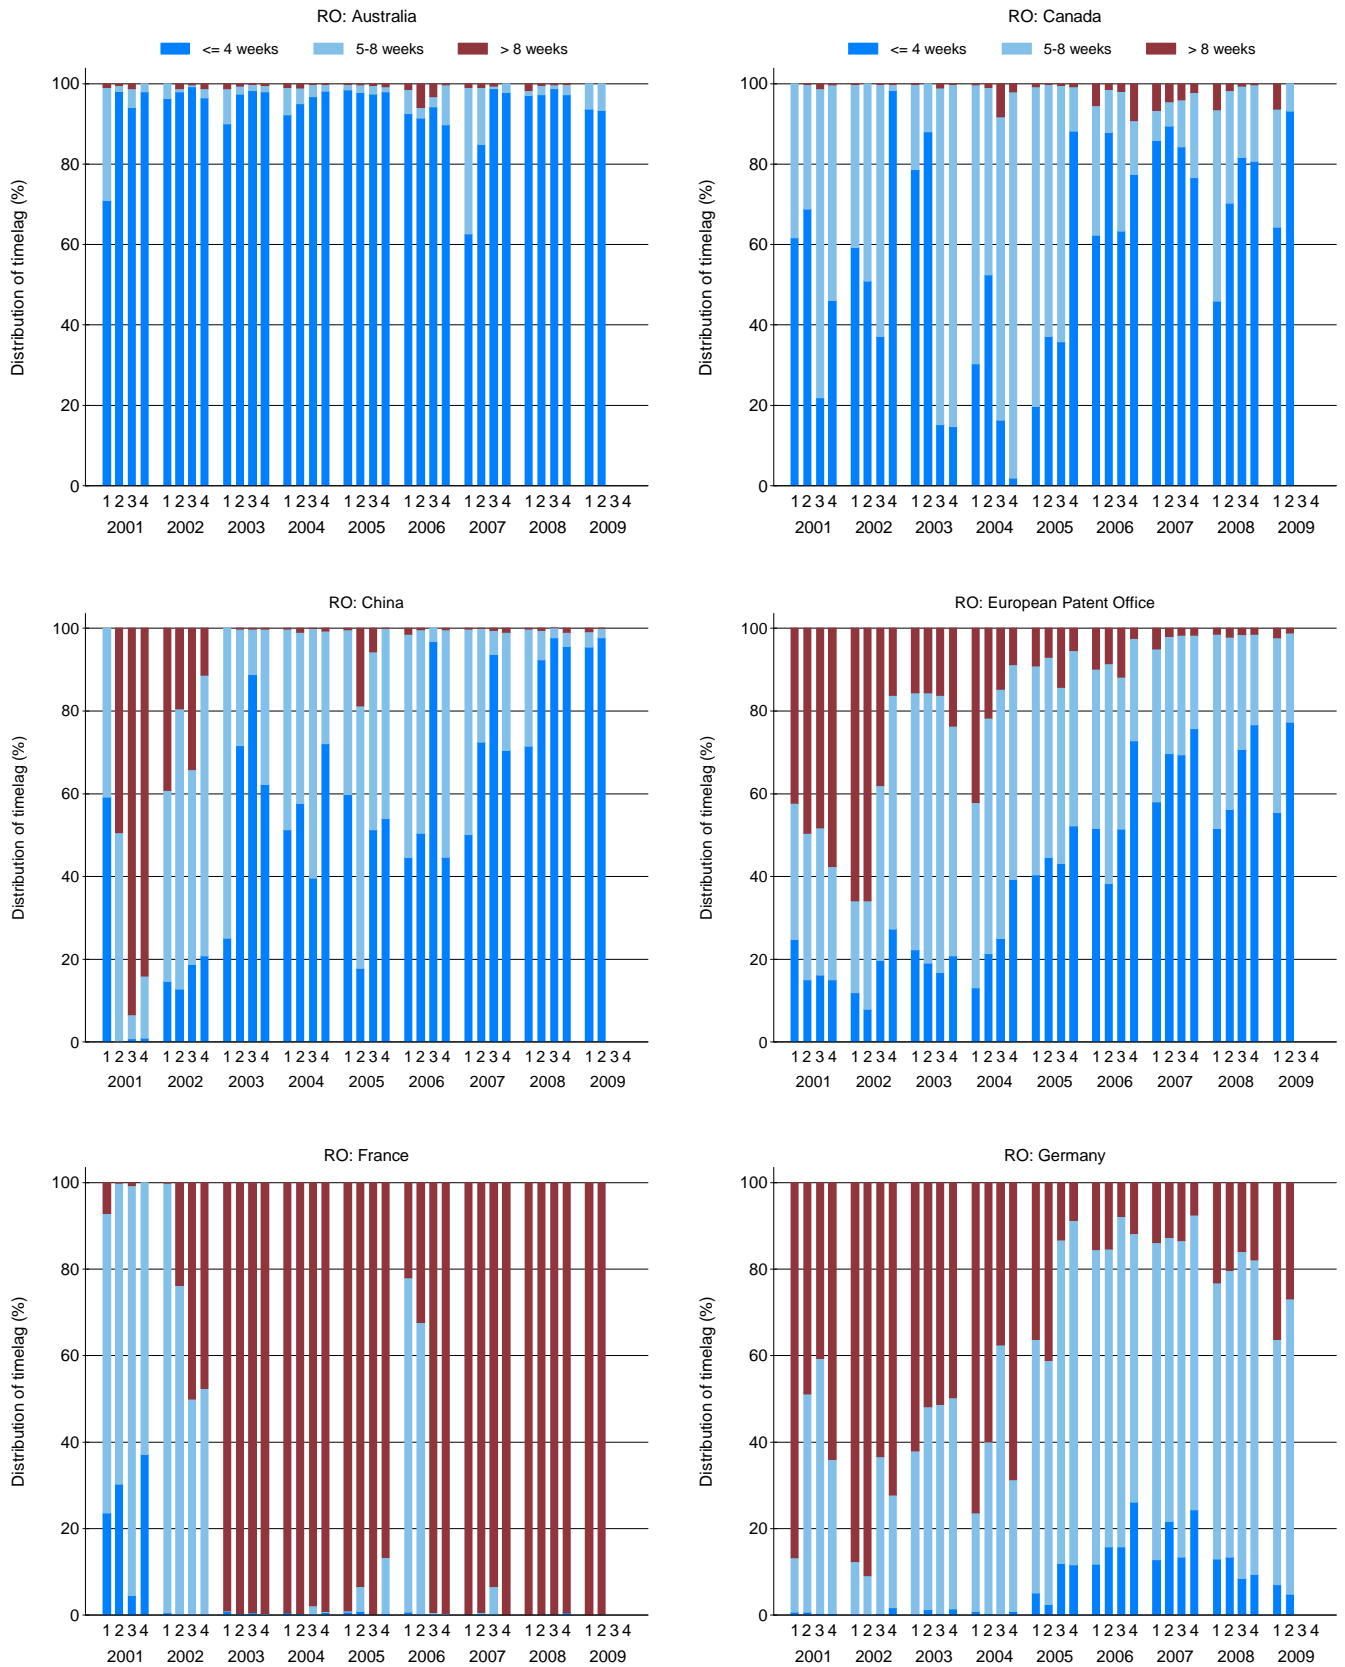 RO: Australia
<= 4 weeks 5-8 weeks > 8 weeks
Distribution of timelag (%)
100
80
60
40
20
0
1 2 3 4 1 2 3 4 1 2 3 4 1 2 3 4 1 2 3 4 1 2 3 4 1 2 3 4 1 2 3 4 1 2 3 4
2001 2002 2003 2004 2005 2006 2007 2008 2009
RO: Canada
<= 4 weeks 5-8 weeks > 8 weeks
Distribution of timelag (%)
100
80
60
40
20
0
1 2 3 4 1 2 3 4 1 2 3 4 1 2 3 4 1 2 3 4 1 2 3 4 1 2 3 4 1 2 3 4 1 2 3 4
2001 2002 2003 2004 2005 2006 2007 2008 2009
RO: China
Distribution of timelag (%)
100
80
60
40
20
0
1 2 3 4 1 2 3 4 1 2 3 4 1 2 3 4 1 2 3 4 1 2 3 4 1 2 3 4 1 2 3 4 1 2 3 4
2001 2002 2003 2004 2005 2006 2007 2008 2009
RO: European Patent Office
Distribution of timelag (%)
100
80
60
40
20
0
1 2 3 4 1 2 3 4 1 2 3 4 1 2 3 4 1 2 3 4 1 2 3 4 1 2 3 4 1 2 3 4 1 2 3 4
2001 2002 2003 2004 2005 2006 2007 2008 2009
RO: France
Distribution of timelag (%)
100
80
60
40
20
0
1 2 3 4 1 2 3 4 1 2 3 4 1 2 3 4 1 2 3 4 1 2 3 4 1 2 3 4 1 2 3 4 1 2 3 4
2001 2002 2003 2004 2005 2006 2007 2008 2009
RO: Germany
Distribution of timelag (%)
100
80
60
40
20
0
1 2 3 4 1 2 3 4 1 2 3 4 1 2 3 4 1 2 3 4 1 2 3 4 1 2 3 4 1 2 3 4 1 2 3 4
2001 2002 2003 2004 2005 2006 2007 2008 2009